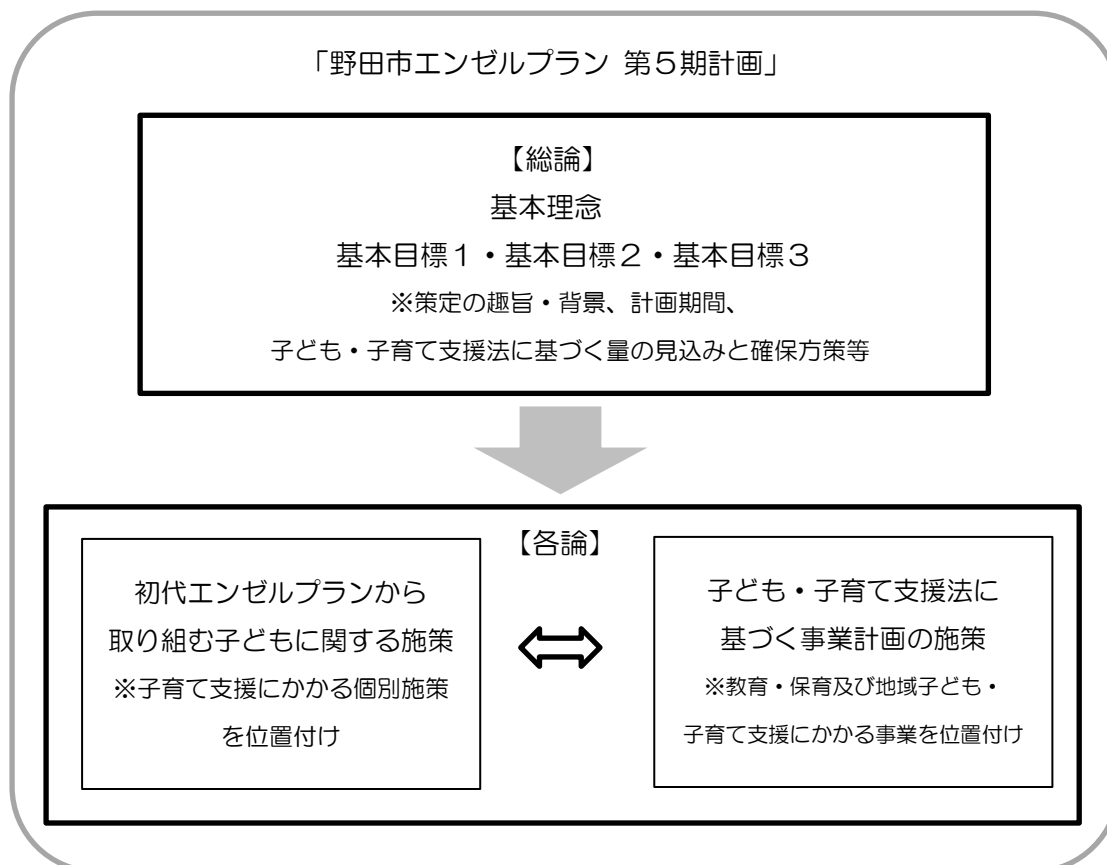 「野田市エンゼルプラン 第５期計画」
【総論】
基本理念
基本目標１・基本目標２・基本目標３
※策定の趣旨・背景、計画期間、
子ども・子育て支援法に基づく量の見込みと確保方策等
【各論】
初代エンゼルプランから
取り組む子どもに関する施策
※子育て支援にかかる個別施策
を位置付け
子ども・子育て支援法に
基づく事業計画の施策
※教育・保育及び地域子ども・
子育て支援にかかる事業を位置付け